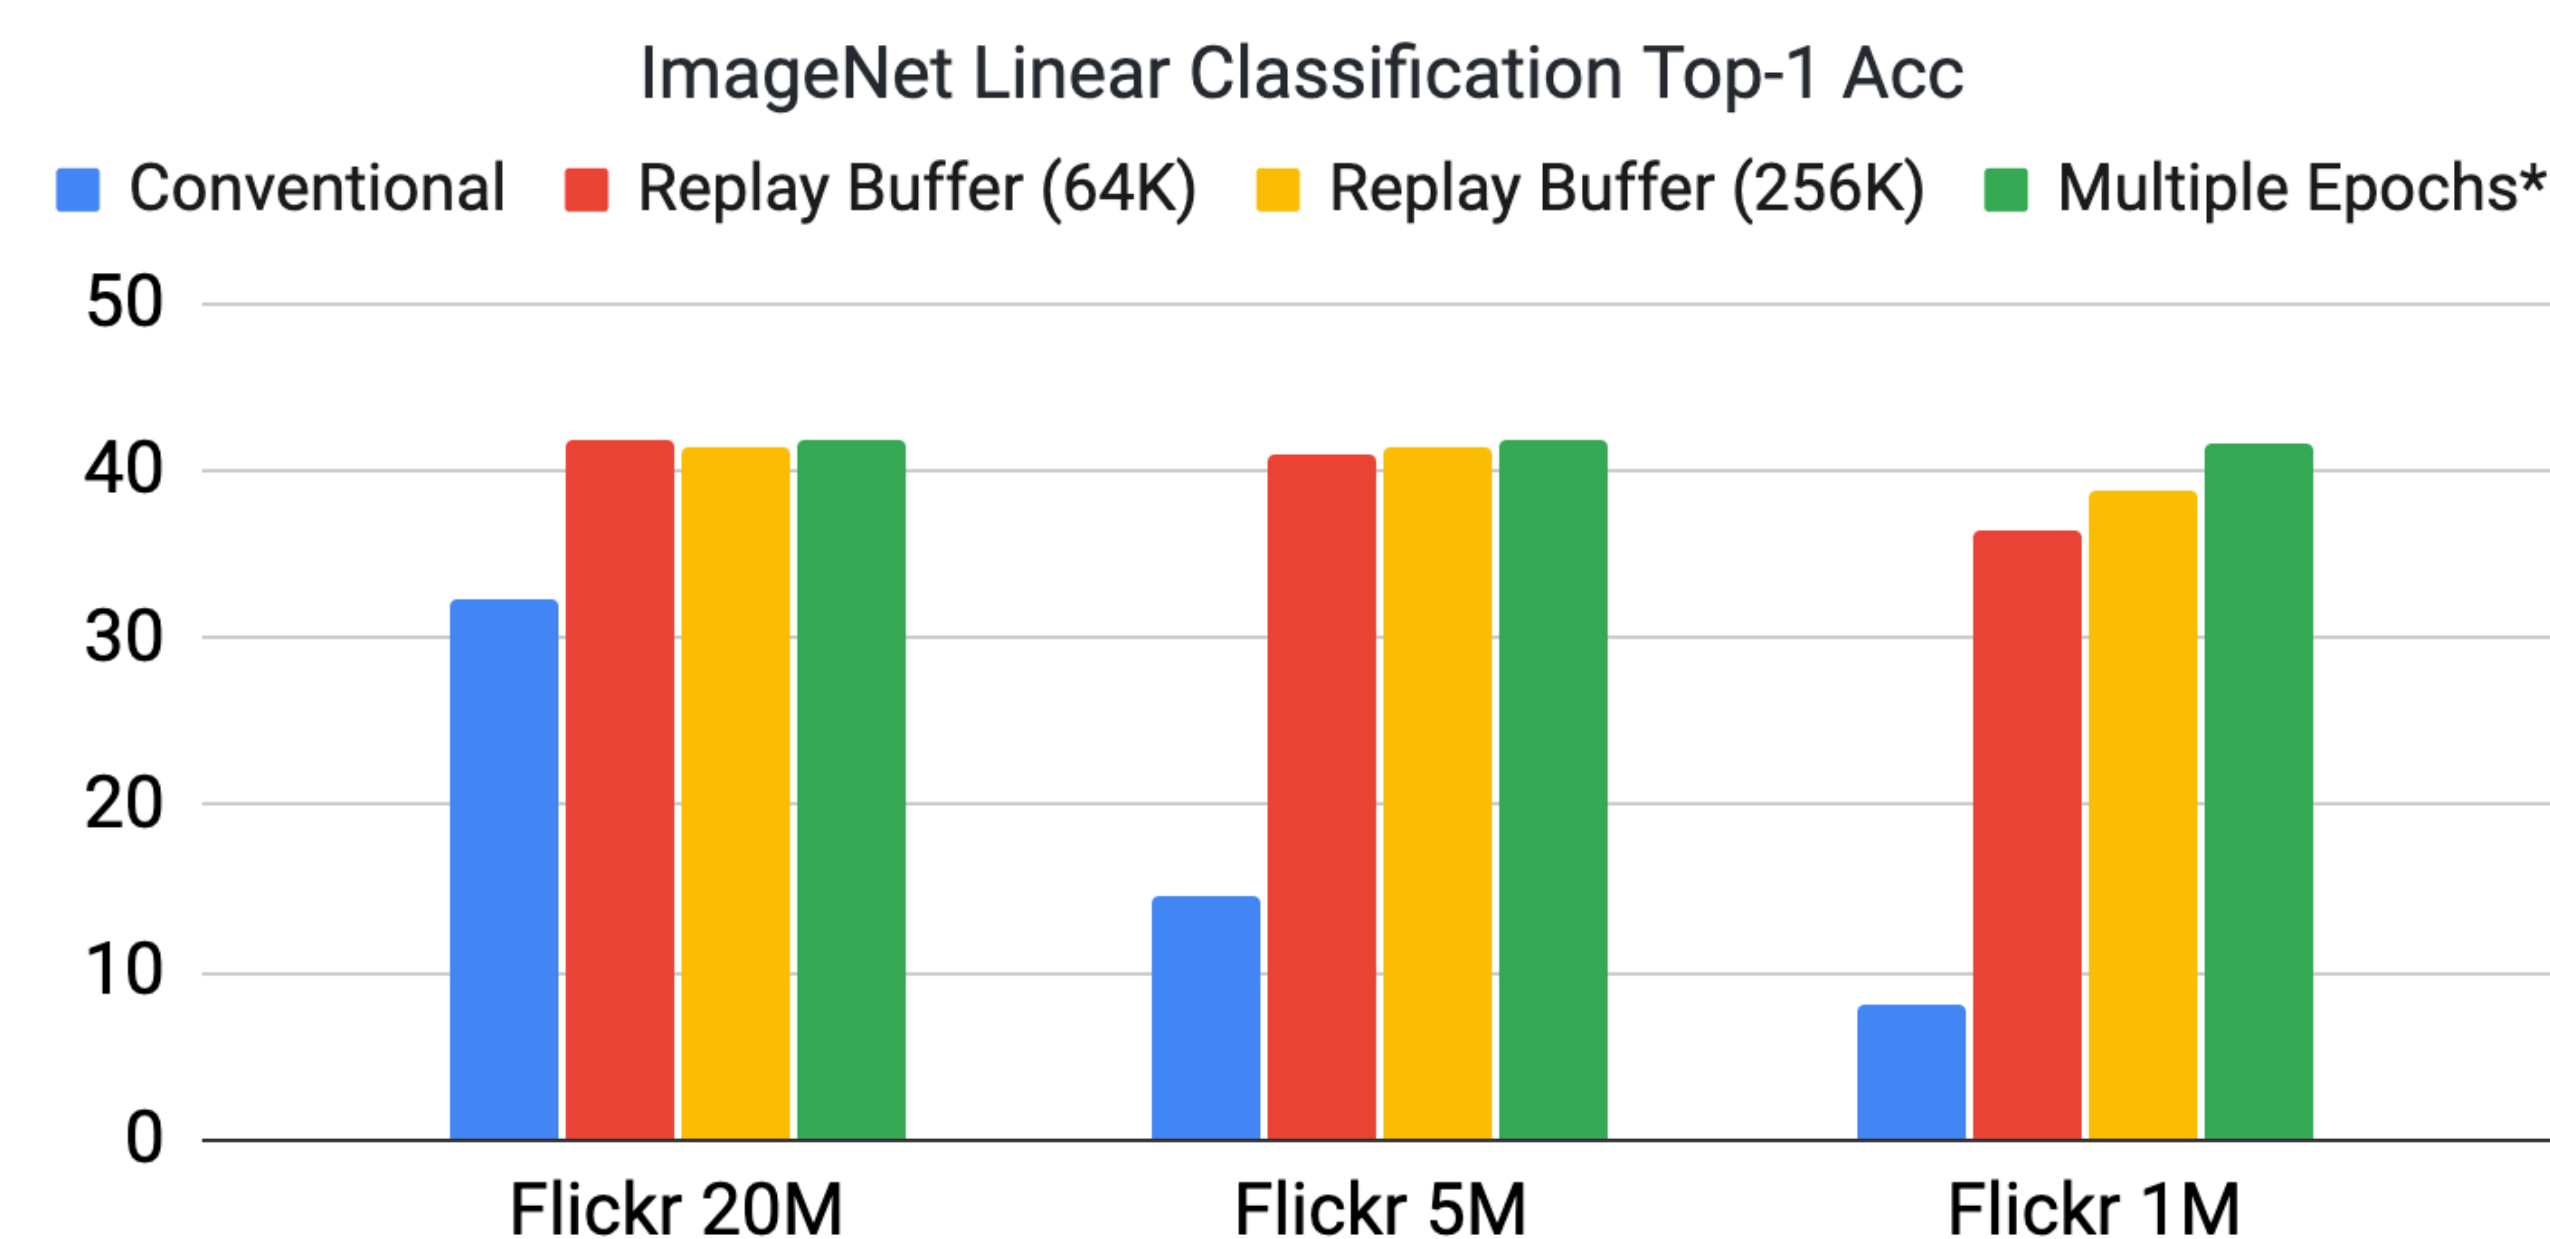 ImageNet Linear Classification Top-1 Acc
Conventional Replay Buffer (64K) Replay Buffer (256K) Multiple Epochs*
50
40
30
20
10
0
Flickr 20M Flickr 5M Flickr 1M